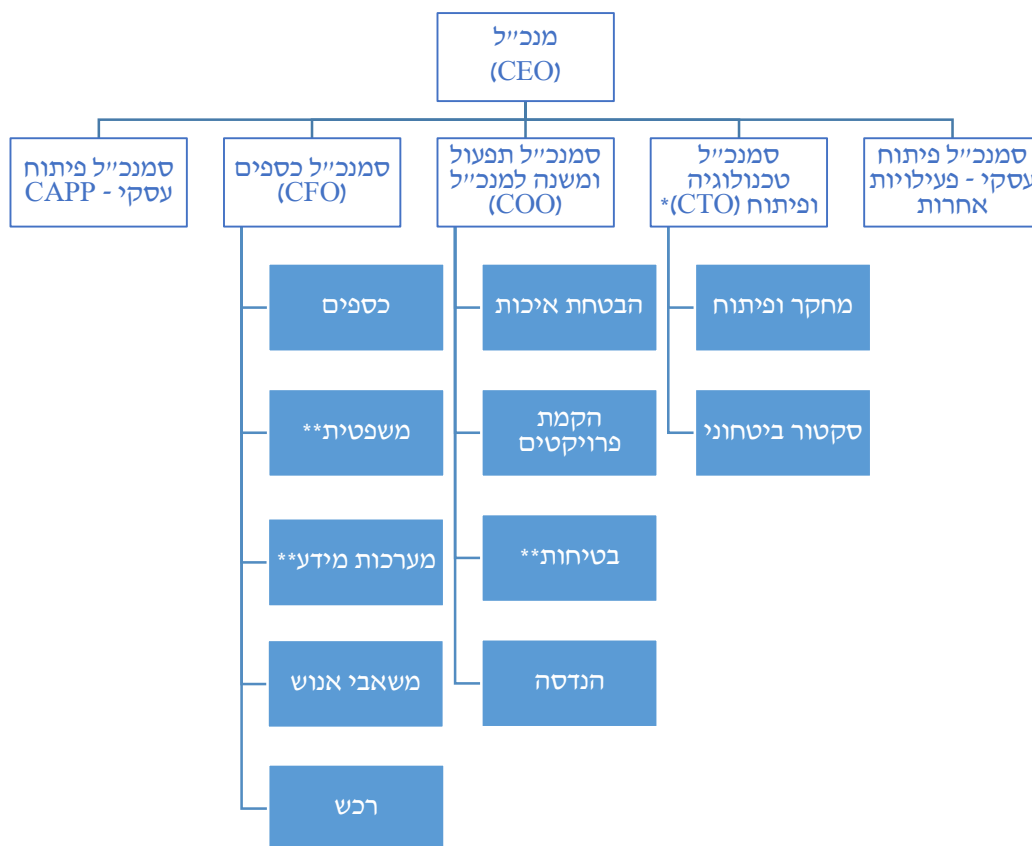 מנכ״ל
(CEO)
סמנכ״ל פיתוח
עסקי - פעילויות
אחרות
סמנכ״ל
טכנולוגיה
ופיתוח (CTO)*
סמנכ״ל תפעול
ומשנה למנכ״ל
(COO)
סמנכ״ל כספים
(CFO)
סמנכ״ל פיתוח
עסקי - CAPP
מחקר ופיתוח
סקטור ביטחוני
הבטחת איכות
הקמת
פרויקטים
בטיחות**
הנדסה
כספים
משפטית**
מערכות מידע**
משאבי אנוש
רכש